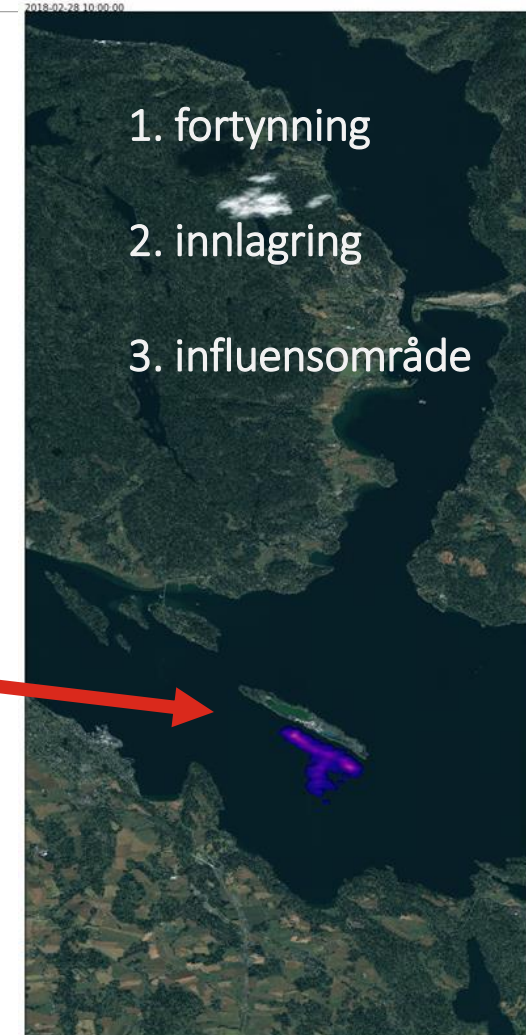 2018-02-28 10:00:00
1. fortynning
2. innlagring
3. influensområde